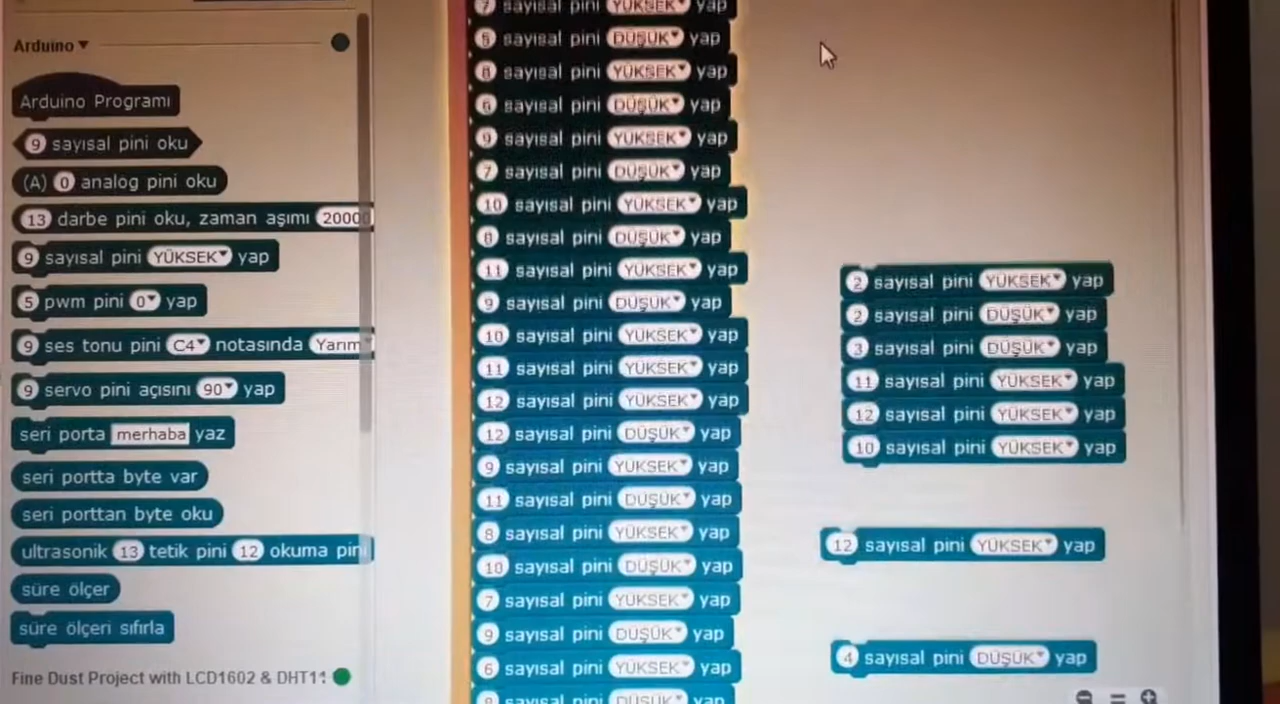 Arduino
Arduino Programı
9 sayısal pini oku
(A) 0 analog pini oku
13 darbe pini oku, zaman aşımı 20000
9 sayısal pini YÜKSEK yap
5 pwm pini 0 yap
9 ses tonu pini C4 notasında Yarım
9 servo pini açısını 90 yap
seri porta merhaba yaz
seri portta byte var
seri porttan byte oku
ultrasonik 13 tetik pini 12 okuma pini
süre ölçer
süre ölçeri sıfırla
Fine Dust Project with LCD1602 & DHT11
7 sayısal pini YÜKSEK yap
5 sayısal pini DÜŞÜK yap
8 sayısal pini YÜKSEK yap
6 sayısal pini DÜŞÜK yap
9 sayısal pini YÜKSEK yap
7 sayısal pini DÜŞÜK yap
10 sayısal pini YÜKSEK yap
8 sayısal pini DÜŞÜK yap
11 sayısal pini YÜKSEK yap
9 sayısal pini DÜŞÜK yap
10 sayısal pini YÜKSEK yap
11 sayısal pini YÜKSEK yap
12 sayısal pini YÜKSEK yap
12 sayısal pini DÜŞÜK yap
9 sayısal pini YÜKSEK yap
11 sayısal pini DÜŞÜK yap
8 sayısal pini YÜKSEK yap
10 sayısal pini DÜŞÜK yap
7 sayısal pini YÜKSEK yap
9 sayısal pini DÜŞÜK yap
6 sayısal pini YÜKSEK yap
8 sayısal pini DÜŞÜK yap
2 sayısal pini YÜKSEK yap
2 sayısal pini DÜŞÜK yap
3 sayısal pini DÜŞÜK yap
11 sayısal pini YÜKSEK yap
12 sayısal pini YÜKSEK yap
10 sayısal pini YÜKSEK yap
12 sayısal pini YÜKSEK yap
4 sayısal pini DÜŞÜK yap